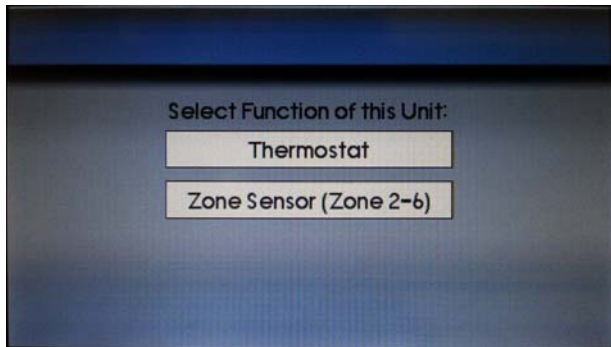 Select Function of this Unit:
Thermostat
Zone Sensor (Zone 2-6)